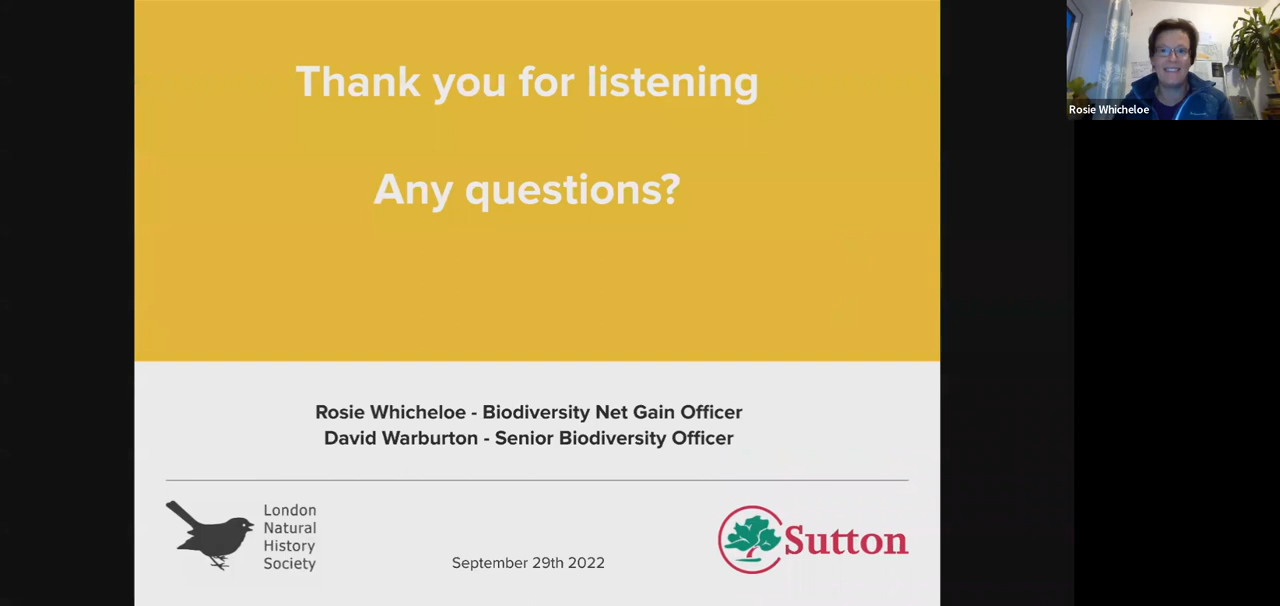 Thank you for listening
Any questions?
Rosie Whicheloe
Rosie Whicheloe - Biodiversity Net Gain Officer
David Warburton - Senior Biodiversity Officer
London
Natural
History
Society
September 29th 2022
Sutton